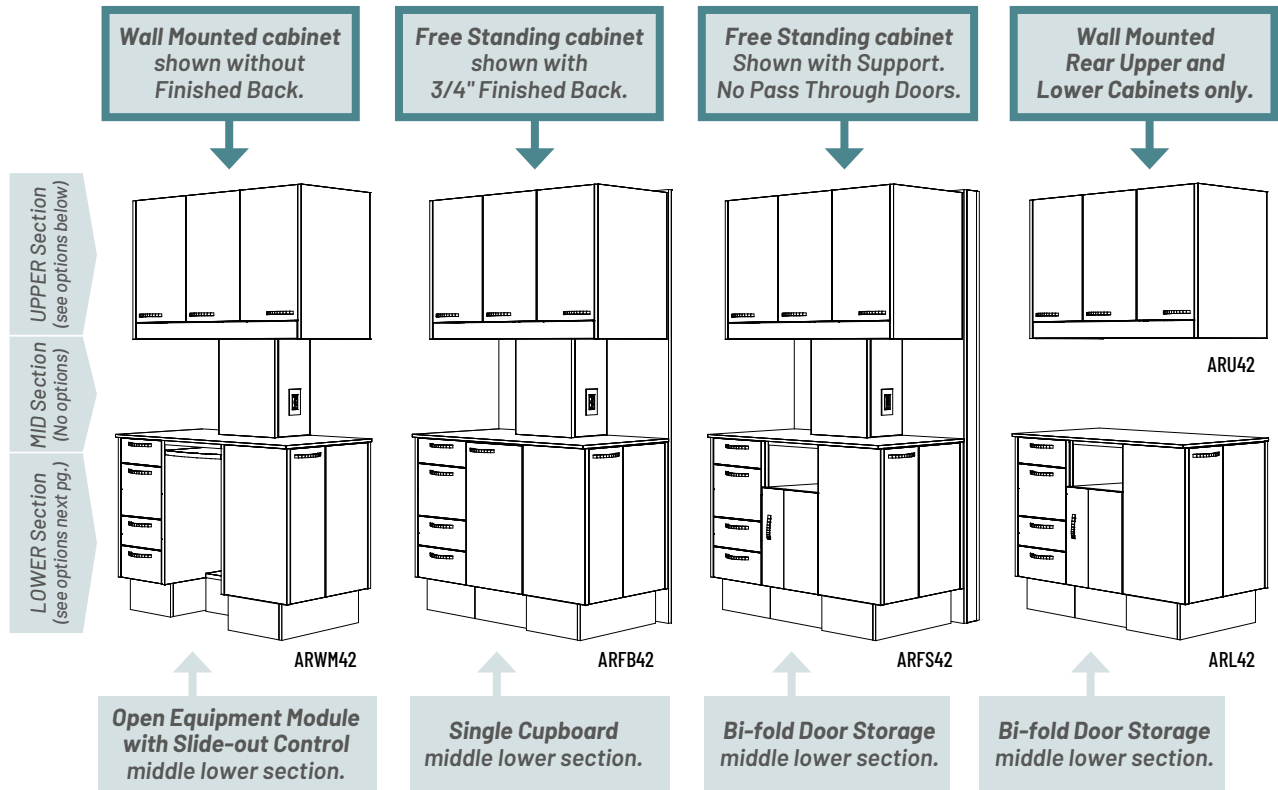 Wall Mounted cabinet
shown without
Finished Back.
Free Standing cabinet
shown with
3/4" Finished Back.
Free Standing cabinet
Shown with Support.
No Pass Through Doors.
Wall Mounted
Rear Upper and
Lower Cabinets only.
UPPER Section
(see options below)
MID Section
(No options)
LOWER Section
(see options next pg.)
ARU42
ARWM42
ARFB42
ARFS42
ARL42
Open Equipment Module
with Slide-out Control
middle lower section.
Single Cupboard
middle lower section.
Bi-fold Door Storage
middle lower section.
Bi-fold Door Storage
middle lower section.